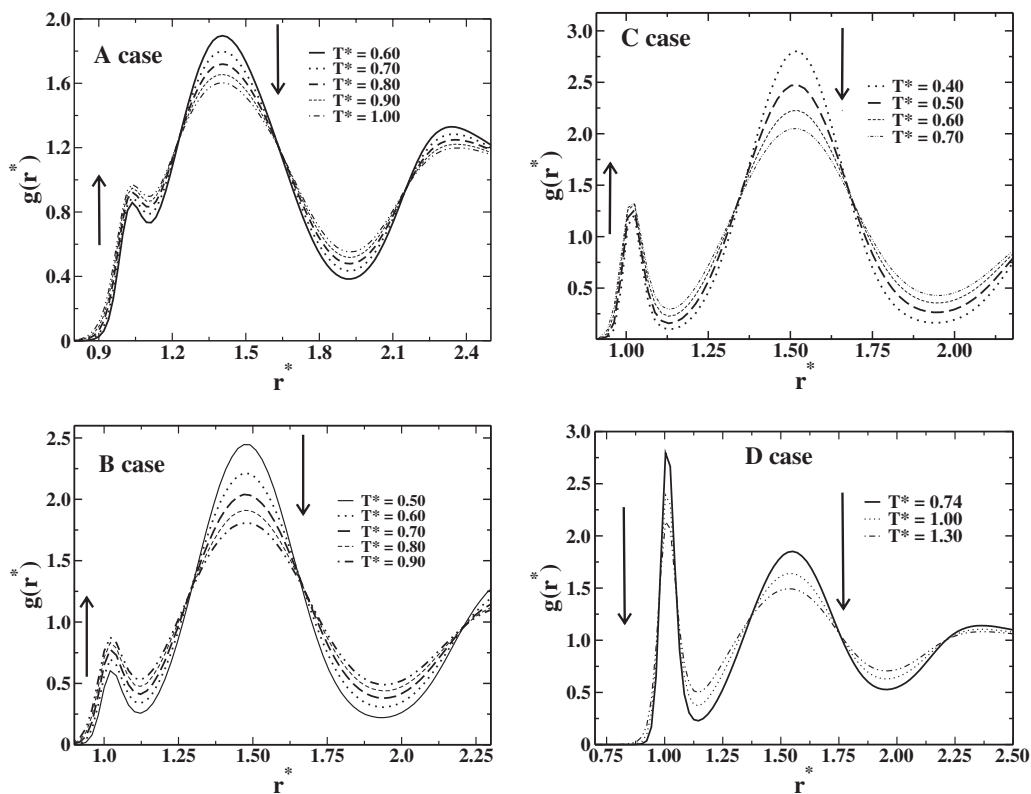 A case
T* = 0.60
T* = 0.70
T* = 0.80
T* = 0.90
T* = 1.00
2.0
1.6
1.2
0.8
0.4
0
g(r*)
0.9
1.2
1.5
1.8
2.1
2.4
r*
C case
T* = 0.40
T* = 0.50
T* = 0.60
T* = 0.70
3.0
2.5
2.0
1.5
1.0
0.5
g(r*)
1.00
1.25
1.50
1.75
2.00
r*
B case
T* = 0.50
T* = 0.60
T* = 0.70
T* = 0.80
T* = 0.90
2.5
2.0
1.5
1.0
0.5
0
g(r*)
1.0
1.25
1.50
1.75
2.0
2.25
r*
D case
T* = 0.74
T* = 1.00
T* = 1.30
3.0
2.5
2.0
1.5
1.0
0.5
0
g(r*)
0.75
1.00
1.25
1.50
1.75
2.00
2.25
2.50
r*